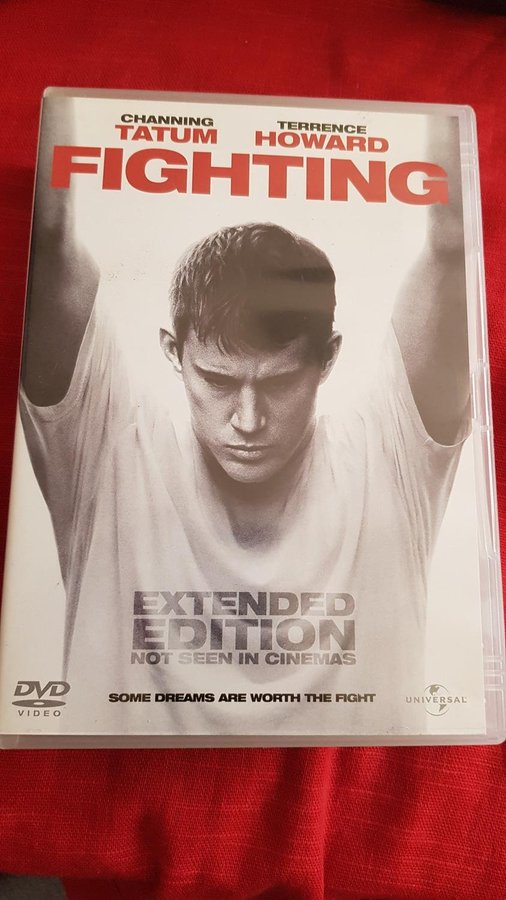 CHANNING TERRENCE
TATUM HOWARD
FIGHTING
EXTENDED
EDITION
NOT SEEN IN CINEMAS
DVD
VIDEO
SOME DREAMS ARE WORTH THE FIGHT
UNIVERSAL